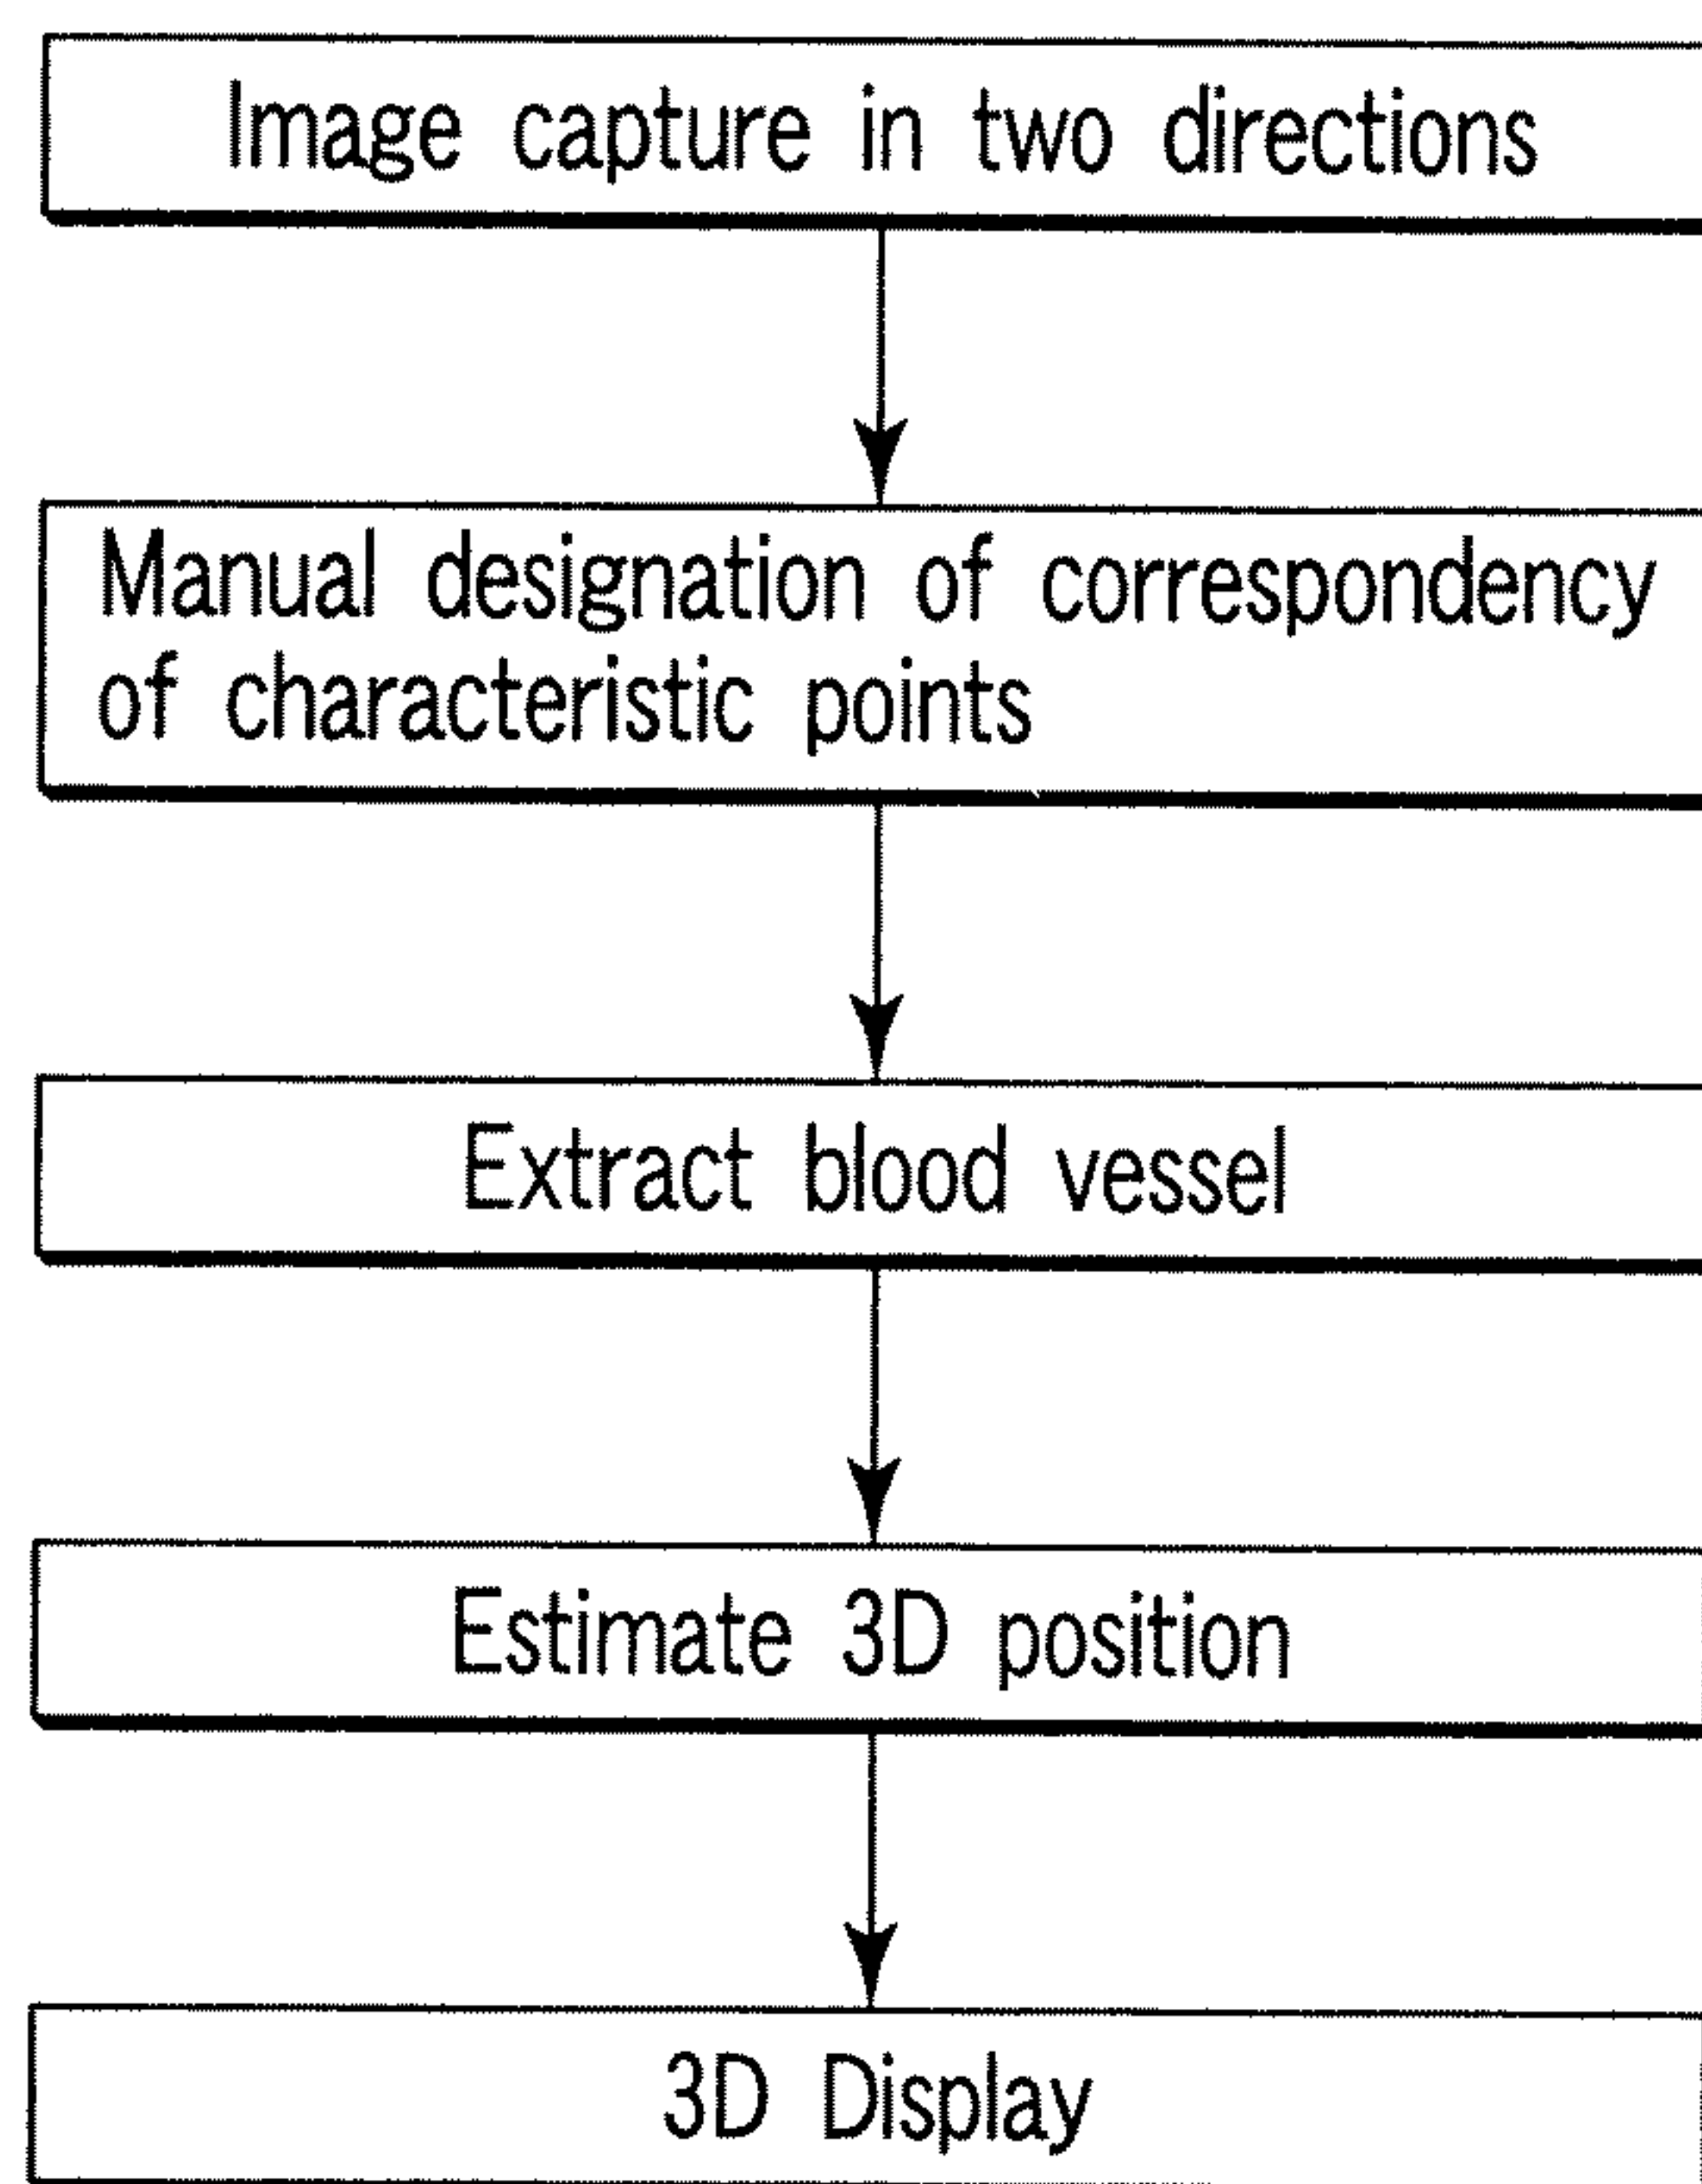 Image capture in two directions
Manual designation of correspondency
of characteristic points
Extract blood vessel
Estimate 3D position
3D Display